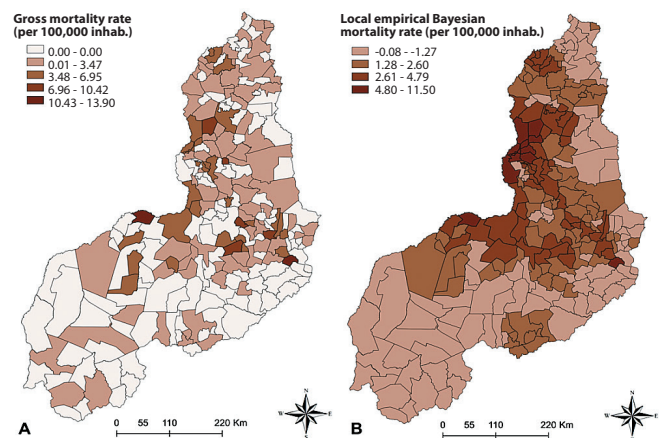 Gross mortality rate
(per 100,000 inhab.)
0.00 - 0.00
0.01 - 3.47
3.48 - 6.95
6.96 - 10.42
10.43 - 13.90
N
W E
S
A
0 55 110 220 Km
Local empirical Bayesian
mortality rate (per 100,000 inhab.)
-0.08 - -1.27
1.28 - 2.60
2.61 - 4.79
4.80 - 11.50
N
W E
S
B
0 55 110 220 Km